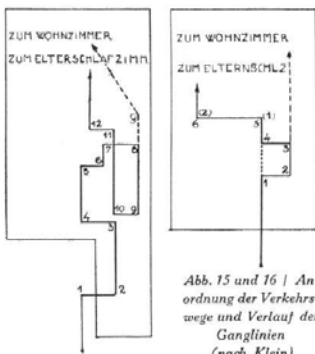 ZUM WOHNZIMMER
ZUM ELTERSCHLAFZIMM.
9
12
11
7
8
6
5
10
9
4
3
1
2
ZUM WOHNZIMMER
ZUM ELTERNSCHLZ
(2)
(1)
6
5
4
3
2
1
Abb. 15 und 16 | An
ordnung der Verkehrs
wege und Verlauf der
Ganglinien
(nach Klein)